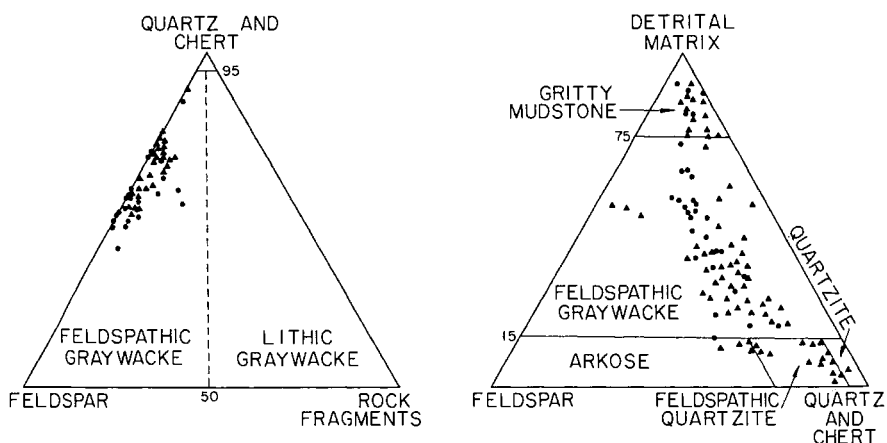 QUARTZ AND
CHERT
95
FELDSPATHIC
GRAYWACKE
LITHIC
GRAYWACKE
FELDSPAR
50
ROCK
FRAGMENTS
DETRITAL
MATRIX
GRITTY
MUDSTONE
75
QUARTZITE
FELDSPATHIC
GRAYWACKE
15
ARKOSE
FELDSPAR
FELDSPATHIC
QUARTZITE
QUARTZ
AND
CHERT